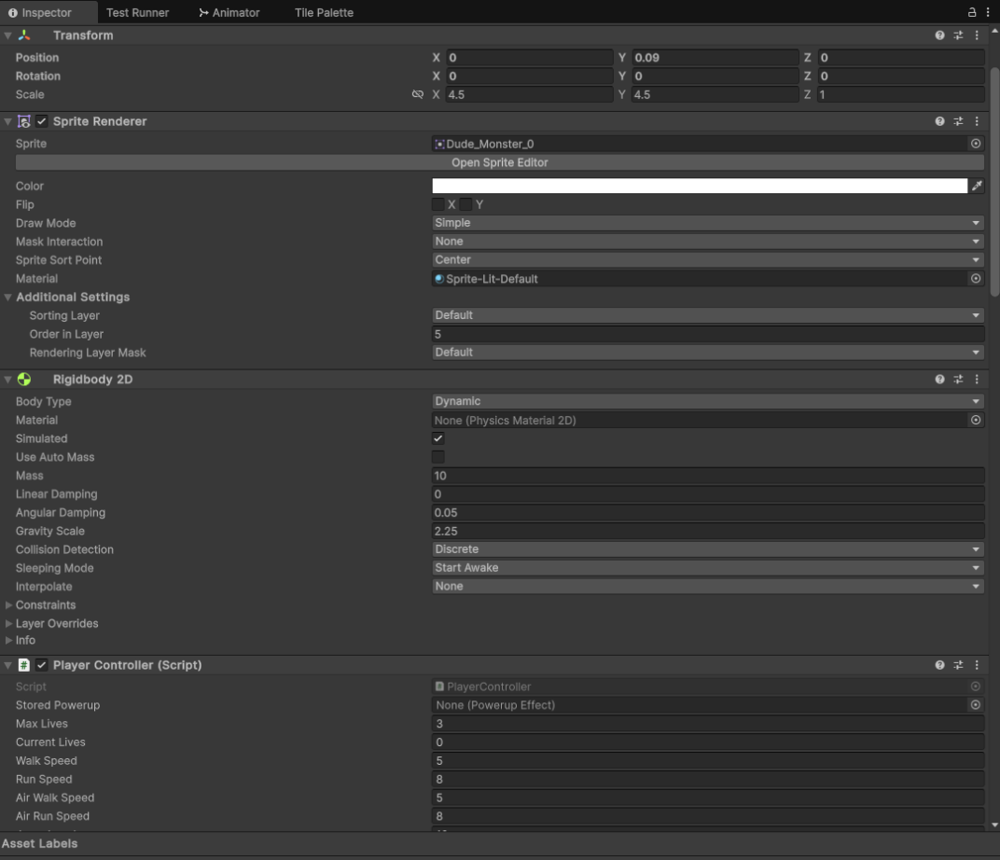 Inspector Test Runner Animator Tile Palette
Transform
Position X 0 Y 0.09 Z 0
Rotation X 0 Y 0 Z 0
Scale X 4.5 Y 4.5 Z 1
Sprite Renderer
Sprite Dude_Monster_0
Open Sprite Editor
Color
Flip X Y
Draw Mode Simple
Mask Interaction None
Sprite Sort Point Center
Material Sprite-Lit-Default
Additional Settings
Sorting Layer Default
Order in Layer 5
Rendering Layer Mask Default
Rigidbody 2D
Body Type Dynamic
Material None (Physics Material 2D)
Simulated
Use Auto Mass
Mass 10
Linear Damping 0
Angular Damping 0.05
Gravity Scale 2.25
Collision Detection Discrete
Sleeping Mode Start Awake
Interpolate None
Constraints
Layer Overrides
Info
# Player Controller (Script)
Script PlayerController
Stored Powerup None (Powerup Effect)
Max Lives 3
Current Lives 0
Walk Speed 5
Run Speed 8
Air Walk Speed 5
Air Run Speed 8
Asset Labels